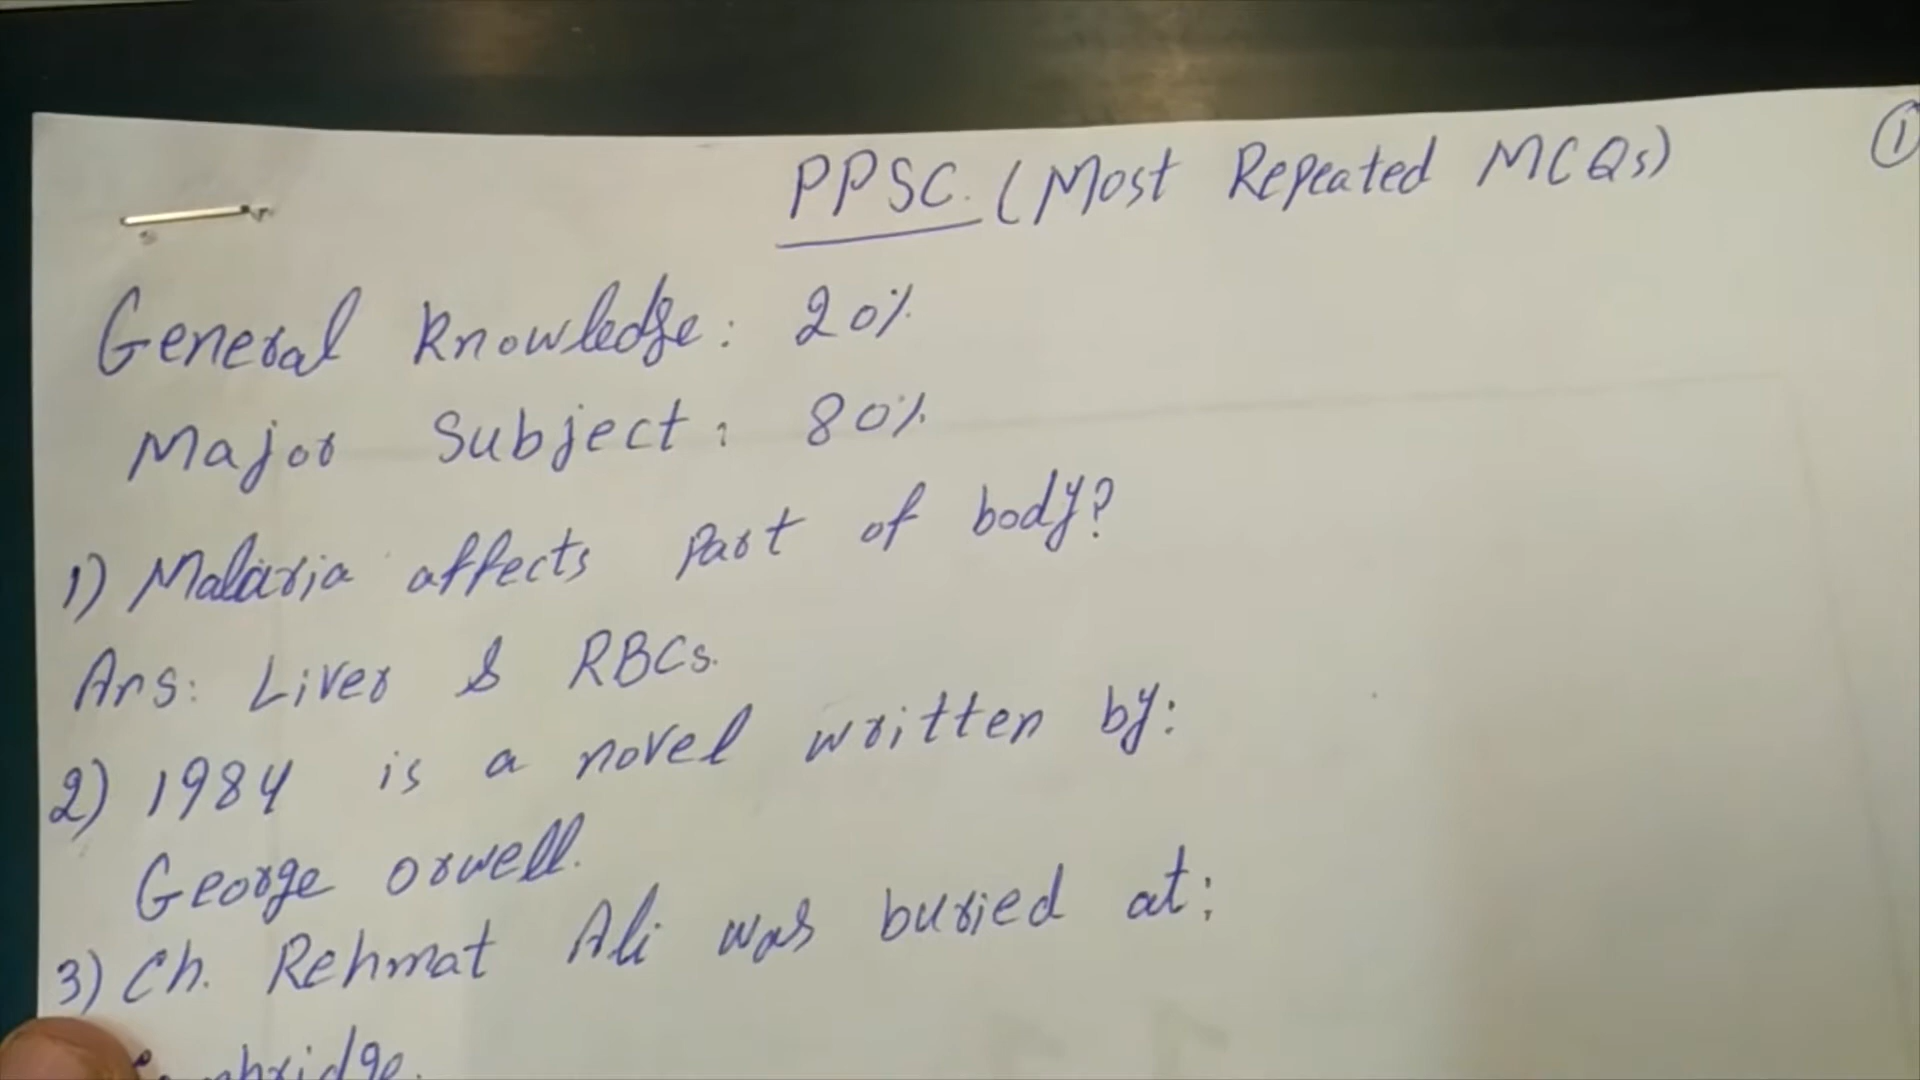 PPSC. (Most Repeated MCQs)
①
General Knowledge: 20%
Major Subject: 80%
1) Malaria affects part of body?
Ans: Liver & RBCs.
2) 1984 is a novel written by:
George orwell.
3) Ch. Rehmat Ali was buried at:
Cambridge.